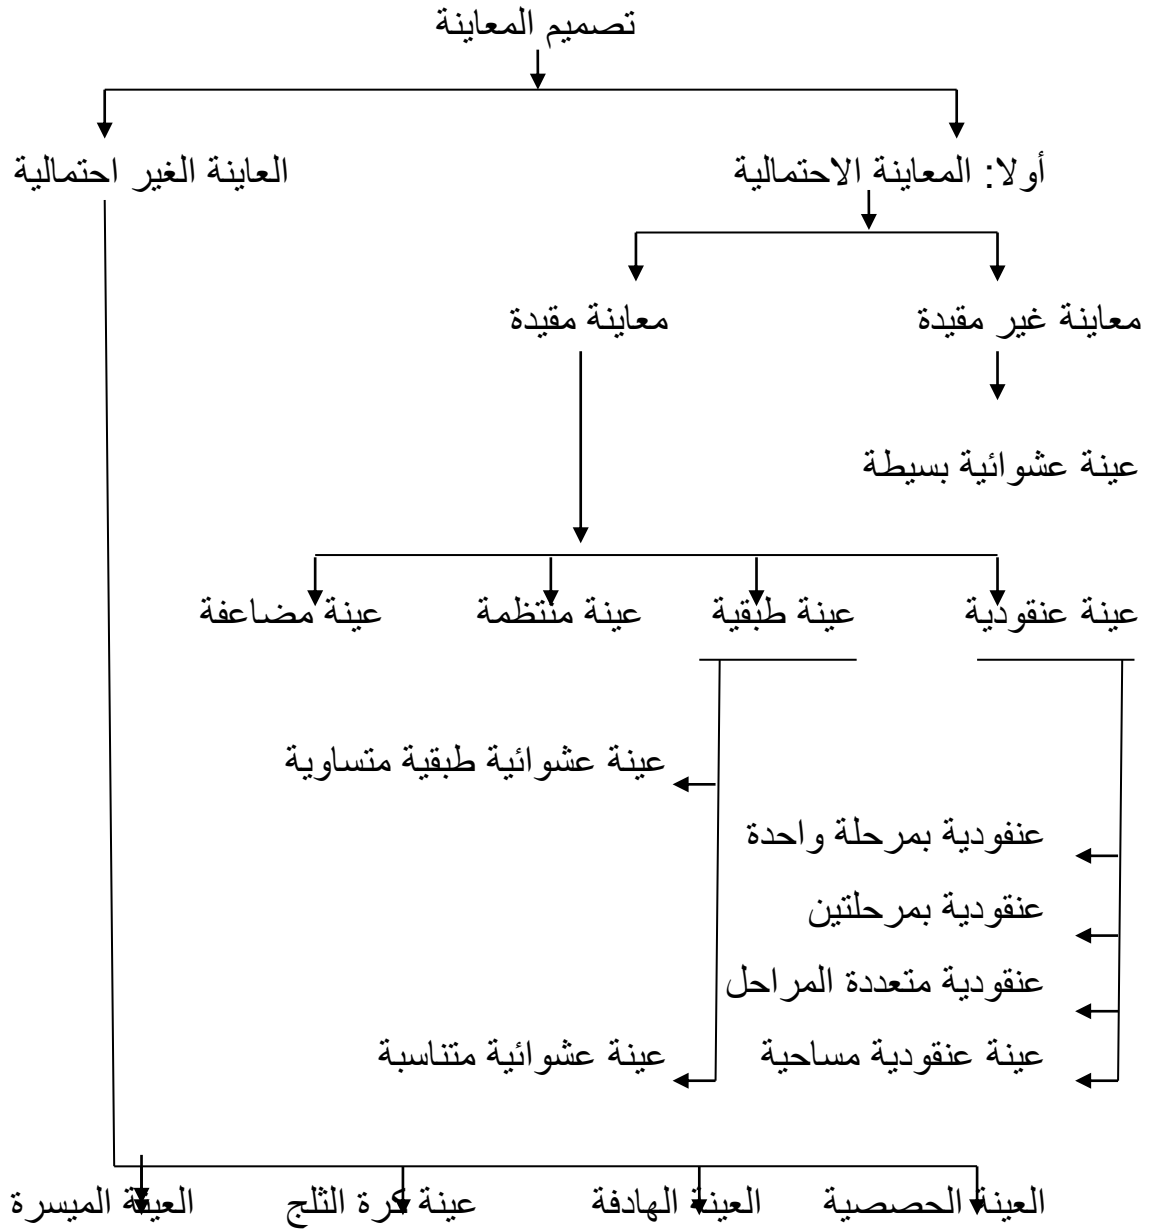 تصميم المعاينة
أولا: المعاينة الاحتمالية
العاينة الغير احتمالية
معاينة غير مقيدة
معاينة مقيدة
عينة عشوائية بسيطة
عينة عنقودية
عينة طبقية
عينة منتظمة
عينة مضاعفة
عينة عشوائية طبقية متساوية
عنفودية بمرحلة واحدة
عنقودية بمرحلتين
عنقودية متعددة المراحل
عينة عنقودية مساحية
عينة عشوائية متناسبة
العينة الحصصية
العينة الهادفة
عينة كرة الثلج
العينة الميسرة